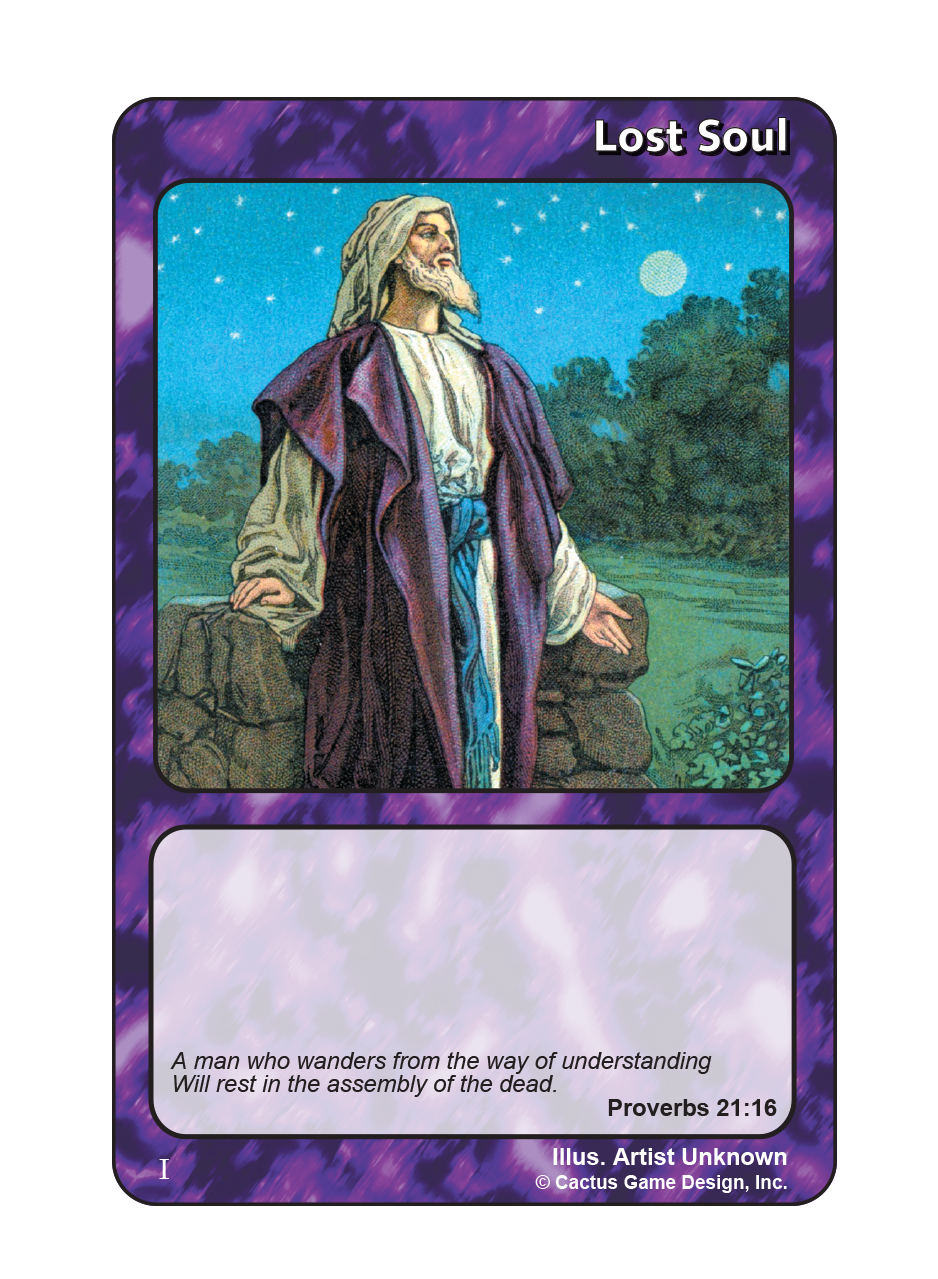 Lost Soul
A man who wanders from the way of understanding
Will rest in the assembly of the dead.
Proverbs 21:16
I
Illus. Artist Unknown
© Cactus Game Design, Inc.